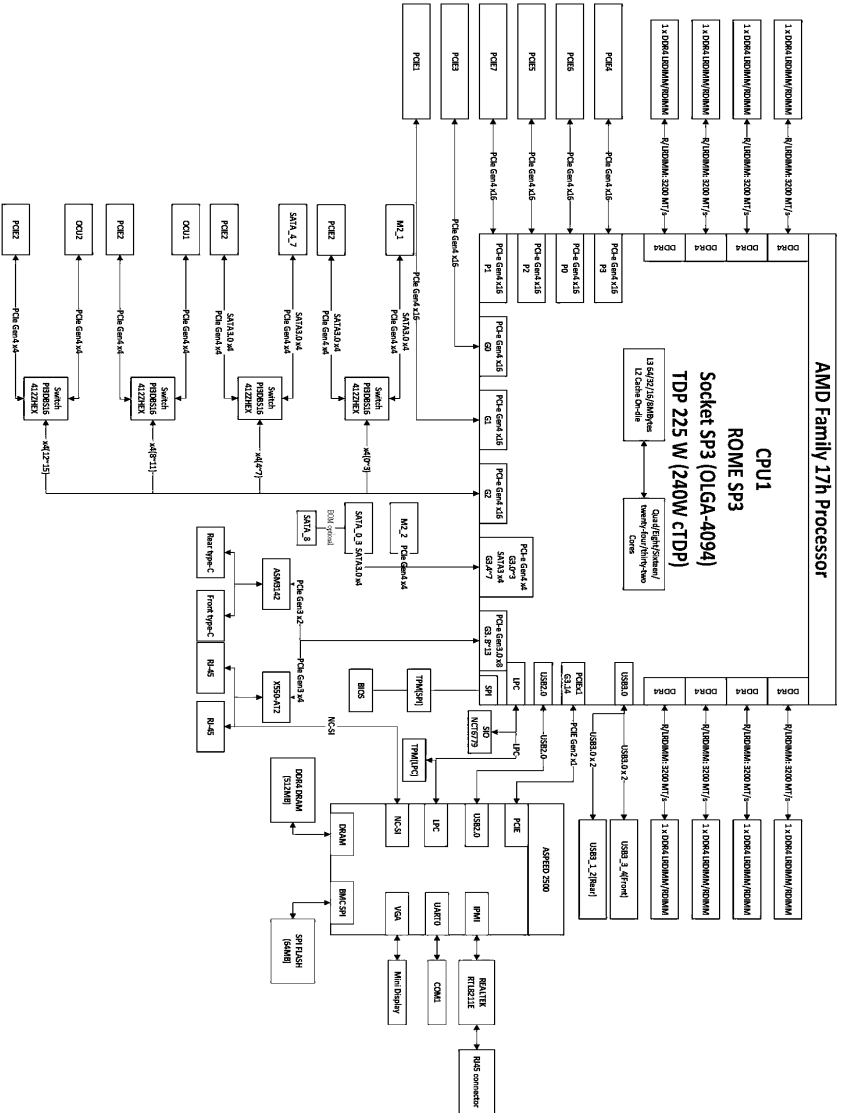 AMD Family 17h Processor
CPU1
ROME SP3
Socket SP3 (OLGA-4094)
TDP 225 W (240W cTDP)
L3 64/32/16/8MBytes
L2 Cache On-die
Quad/Eight/Sixteen/
twenty-four/thirty-two
Cores
1 x DDR4 LRDIMM/RDIMM
R/LRDIMM: 3200 MT/s
DDR4
1 x DDR4 LRDIMM/RDIMM
R/LRDIMM: 3200 MT/s
DDR4
1 x DDR4 LRDIMM/RDIMM
R/LRDIMM: 3200 MT/s
DDR4
1 x DDR4 LRDIMM/RDIMM
R/LRDIMM: 3200 MT/s
DDR4
DDR4
R/LRDIMM: 3200 MT/s
1 x DDR4 LRDIMM/RDIMM
DDR4
R/LRDIMM: 3200 MT/s
1 x DDR4 LRDIMM/RDIMM
DDR4
R/LRDIMM: 3200 MT/s
1 x DDR4 LRDIMM/RDIMM
DDR4
R/LRDIMM: 3200 MT/s
1 x DDR4 LRDIMM/RDIMM
PCIE4
PCIe Gen4 x16
PCI-e Gen4 x16
P3
PCIE6
PCIe Gen4 x16
PCI-e Gen4 x16
P0
PCIE5
PCIe Gen4 x16
PCI-e Gen4 x16
P2
PCIE7
PCIe Gen4 x16
PCI-e Gen4 x16
P1
PCIE3
PCIe Gen4 x16
PCI-e Gen4 x16
G0
PCIE1
PCIe Gen4 x16
PCI-e Gen4 x16
G1
PCI-e Gen4 x16
G2
PCI-e Gen4 x4
G3.0~3
SATA3 x4
G3.4~7
PCI-e Gen3.0 x8
G3. 8~13
SPI
LPC
USB2.0
PCIEx1
G3.14
USB3.0
USB3.0 x 2
USB3_3_4(Front)
USB3.0 x 2
USB3_1_2(Rear)
PCIE Gen2 x1
USB2.0
LPC
SIO
NCT6779
TPM(LPC)
TPM(SPI)
BIOS
NC-SI
ASPEED 2500
PCIE
USB2.0
LPC
NC-SI
DRAM
IPMI
UART0
VGA
BMC SPI
REALTEK
RTL8211E
RJ45 connector
COM1
Mini Display
DDR4 DRAM
(512MB)
SPI FLASH
(64MB)
M2_2
PCIe Gen4 x4
SATA_0_3
SATA3.0 x4
BOM optional
SATA_8
PCIe Gen3 x2
PCIe Gen3 x4
ASM3142
X550-AT2
Rear type-C
Front type-C
RJ-45
RJ-45
M2_1
SATA3.0 x4
PCIe Gen4 x4
PCIE2
SATA3.0 x4
PCIe Gen4 x4
Switch
PI3DBS16
412ZHEX
x4(0~3)
SATA_4_7
SATA3.0 x4
PCIe Gen4 x4
PCIE2
SATA3.0 x4
PCIe Gen4 x4
Switch
PI3DBS16
412ZHEX
x4(4~7)
OCU1
PCIe Gen4 x4
PCIE2
PCIe Gen4 x4
Switch
PI3DBS16
412ZHEX
x4(8~11)
OCU2
PCIe Gen4 x4
PCIE2
PCIe Gen4 x4
Switch
PI3DBS16
412ZHEX
x4(12~15)